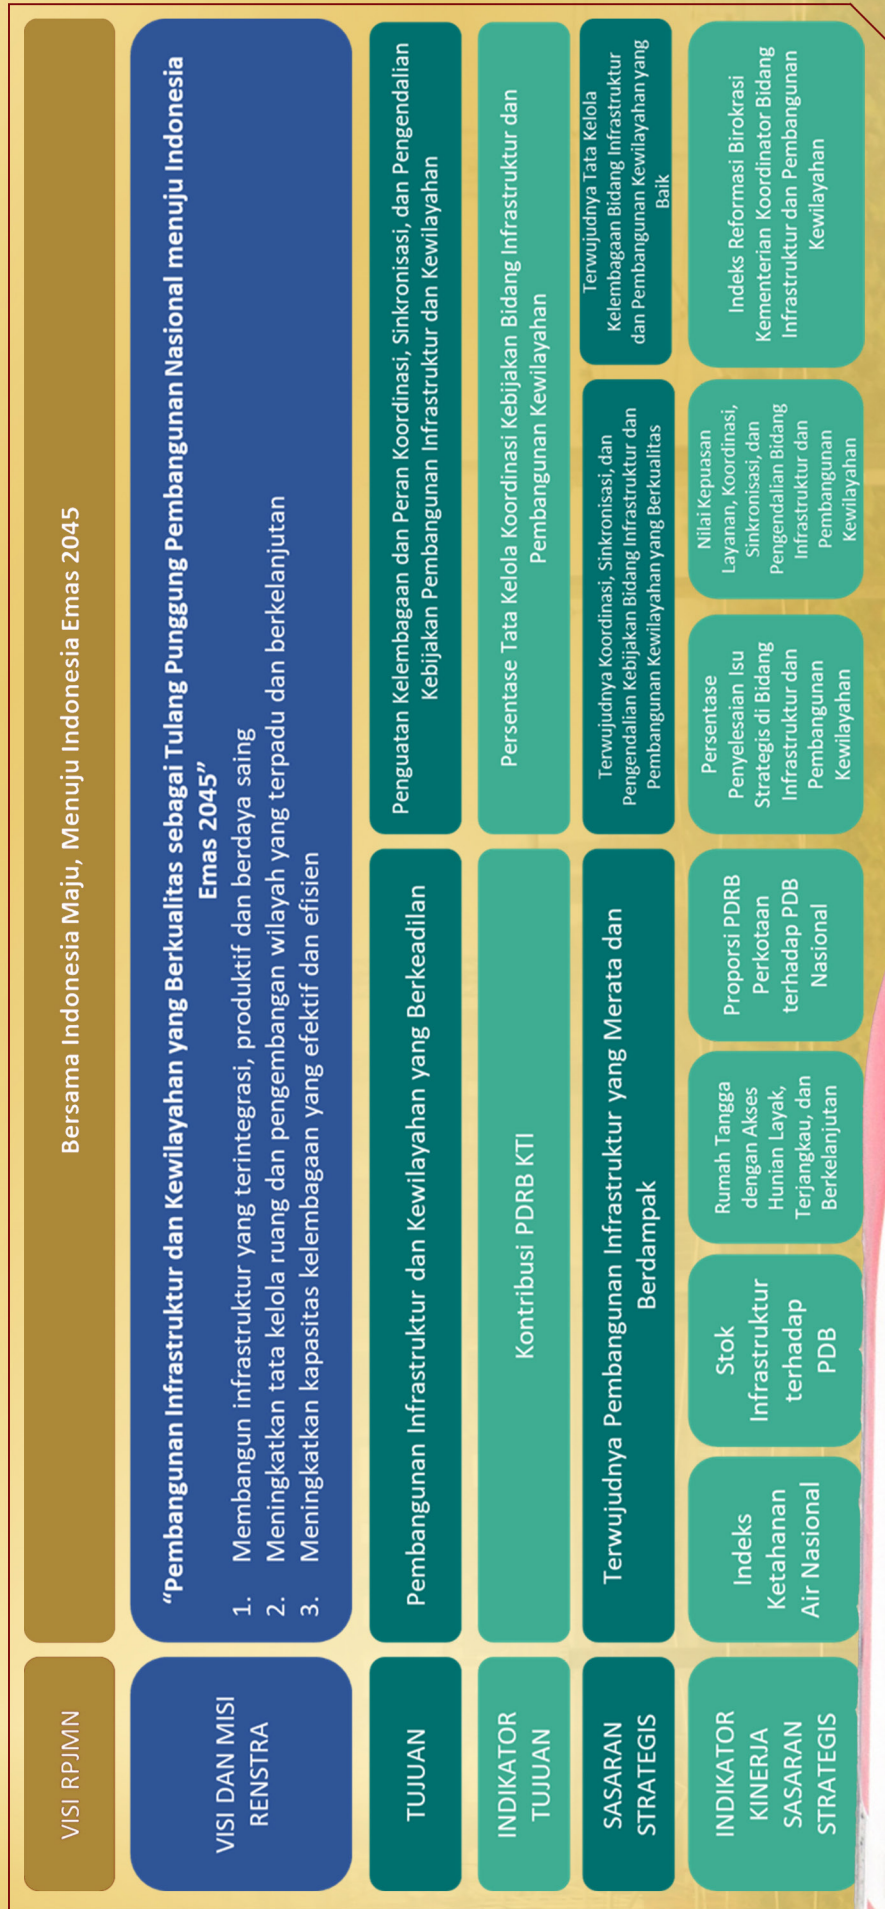 VISI RPJMN
Bersama Indonesia Maju, Menuju Indonesia Emas 2045
VISI DAN MISI
RENSTRA
“Pembangunan Infrastruktur dan Kewilayahan yang Berkualitas sebagai Tulang Punggung Pembangunan Nasional menuju Indonesia
Emas 2045”
1. Membangun infrastruktur yang terintegrasi, produktif dan berdaya saing
2. Meningkatkan tata kelola ruang dan pengembangan wilayah yang terpadu dan berkelanjutan
3. Meningkatkan kapasitas kelembagaan yang efektif dan efisien
TUJUAN
Pembangunan Infrastruktur dan Kewilayahan yang Berkeadilan
Penguatan Kelembagaan dan Peran Koordinasi, Sinkronisasi, dan Pengendalian
Kebijakan Pembangunan Infrastruktur dan Kewilayahan
INDIKATOR
TUJUAN
Kontribusi PDRB KTI
Persentase Tata Kelola Koordinasi Kebijakan Bidang Infrastruktur dan
Pembangunan Kewilayahan
SASARAN
STRATEGIS
Terwujudnya Pembangunan Infrastruktur yang Merata dan
Berdampak
Terwujudnya Koordinasi, Sinkronisasi, dan
Pengendalian Kebijakan Bidang Infrastruktur dan
Pembangunan Kewilayahan yang Berkualitas
Terwujudnya Tata Kelola
Kelembagaan Bidang Infrastruktur
dan Pembangunan Kewilayahan yang
Baik
INDIKATOR
KINERJA
SASARAN
STRATEGIS
Indeks
Ketahanan
Air Nasional
Stok
Infrastruktur
terhadap
PDB
Rumah Tangga
dengan Akses
Hunian Layak,
Terjangkau, dan
Berkelanjutan
Proporsi PDRB
Perkotaan
terhadap PDB
Nasional
Persentase
Penyelesaian Isu
Strategis di Bidang
Infrastruktur dan
Pembangunan
Kewilayahan
Nilai Kepuasan
Layanan, Koordinasi,
Sinkronisasi, dan
Pengendalian Bidang
Infrastruktur dan
Pembangunan
Kewilayahan
Indeks Reformasi Birokrasi
Kementerian Koordinator Bidang
Infrastruktur dan Pembangunan
Kewilayahan